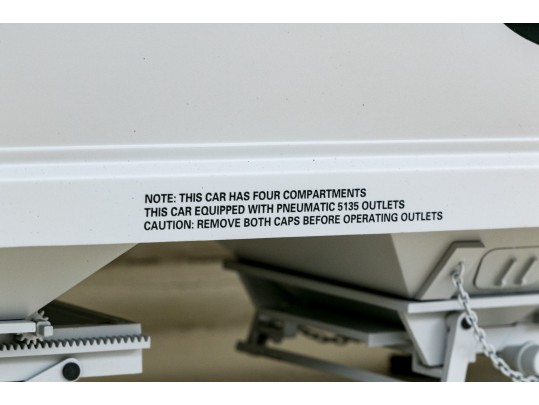 NOTE: THIS CAR HAS FOUR COMPARTMENTS
THIS CAR EQUIPPED WITH PNEUMATIC 5135 OUTLETS
CAUTION: REMOVE BOTH CAPS BEFORE OPERATING OUTLETS